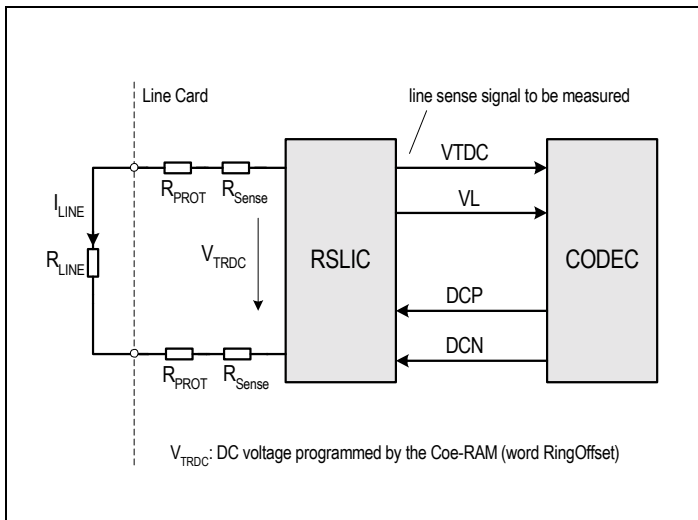 Line Card
line sense signal to be measured
VTDC
R_PROT R_Sense
I_LINE
VL
R_LINE
V_TRDC
RSLIC
CODEC
DCP
DCN
R_PROT R_Sense
V_TRDC: DC voltage programmed by the Coe-RAM (word RingOffset)